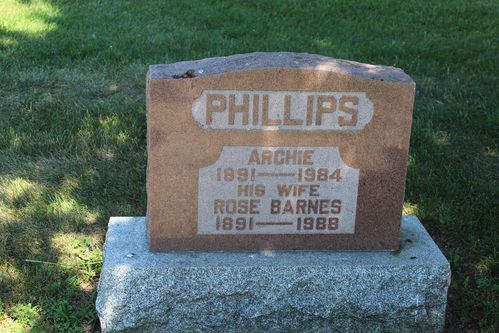 PHILLIPS
ARCHIE
1891—1984
HIS WIFE
ROSE BARNES
1891—1988